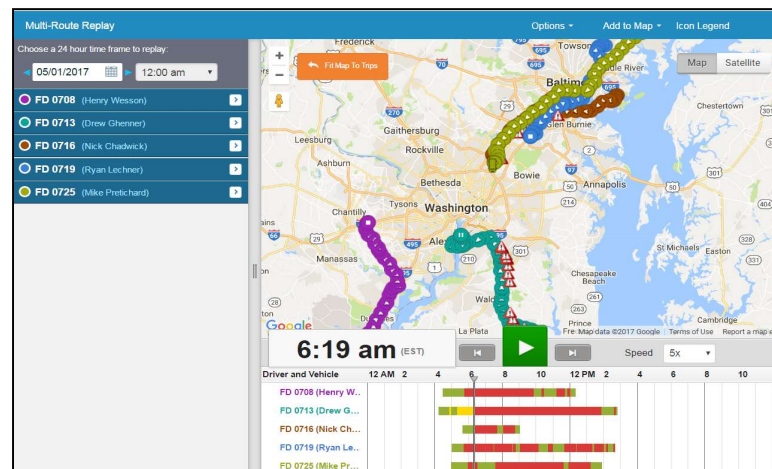 Multi-Route Replay
Options
Add to Map
Icon Legend
Choose a 24 hour time frame to replay:
05/01/2017
12:00 am
FD 0708 (Henry Wesson)
FD 0713 (Drew Ghenner)
FD 0716 (Nick Chadwick)
FD 0719 (Ryan Lechner)
FD 0725 (Mike Pretichard)
Fit Map To Trips
Map
Satellite
Frederick
Towson
Baltim
Glen Burnie
Chestertown
Gaithersburg
Leesburg
Rockville
Ashburn
Bethesda
Bowie
Annapolis
Tysons
Washington
Chantilly
Manassas
St Michaels
Easton
Chesapeake
Beach
La Plata
Prince
Cambridge
Google
Map data ©2017 Google
Terms of Use
Report a map e
6:19 am (EST)
Speed
5x
Driver and Vehicle
12 AM 2 4 6 8 10 12 PM 2 4 6 8 10
FD 0708 (Henry W..
FD 0713 (Drew G...
FD 0716 (Nick Ch...
FD 0719 (Ryan Le..
FD 0725 (Mike Pr...